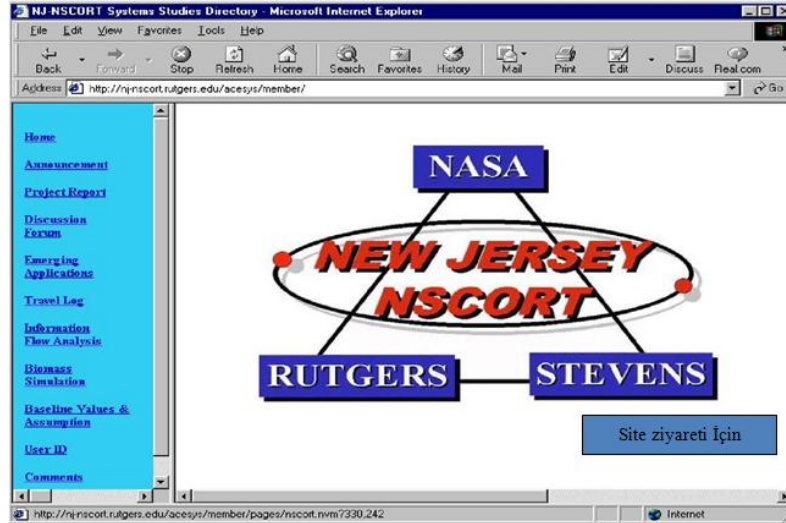 NJ-NSCORT Systems Studies Directory - Microsoft Internet Explorer
File Edit View Favorites Tools Help
Back Forward Stop Refresh Home Search Favorites History Mail Print Edit Discuss Real.com
Address http://nj-nscort.rutgers.edu/acesys/member/ Go
Home
Announcement
Project Report
Discussion
Forum
Emerging
Applications
Travel Log
Information
Flow Analysis
Biomass
Simulation
Baseline Values &
Assumption
User ID
Comments
NASA
NEW JERSEY
NSCORT
RUTGERS STEVENS
Site ziyareti İçin
http://nj-nscort.rutgers.edu/acesys/member/pages/nscort.nvm?330,242 Internet